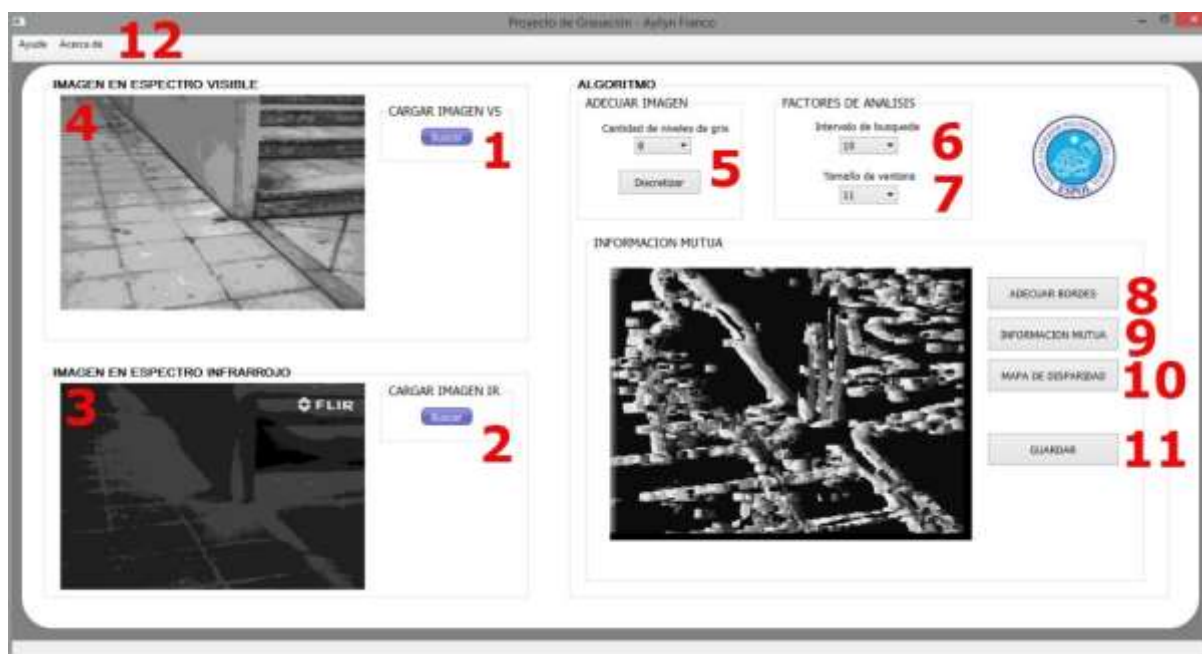 Proyecto de Graduación - Aylyn Franco
Ayuda Acerca de 12
IMAGEN EN ESPECTRO VISIBLE
4
CARGAR IMAGEN VS
Buscar
1
IMAGEN EN ESPECTRO INFRARROJO
3
FLIR
CARGAR IMAGEN IR
Buscar
2
ALGORITMO
ADECUAR IMAGEN
Cantidad de niveles de gris
8
Discretizar
5
FACTORES DE ANALISIS
Intervalo de busqueda
10
6
Tamaño de ventana
11
7
ESPOL
INFORMACION MUTUA
ADECUAR BORDES
8
INFORMACION MUTUA
9
MAPA DE DISPARIDAD
10
GUARDAR
11